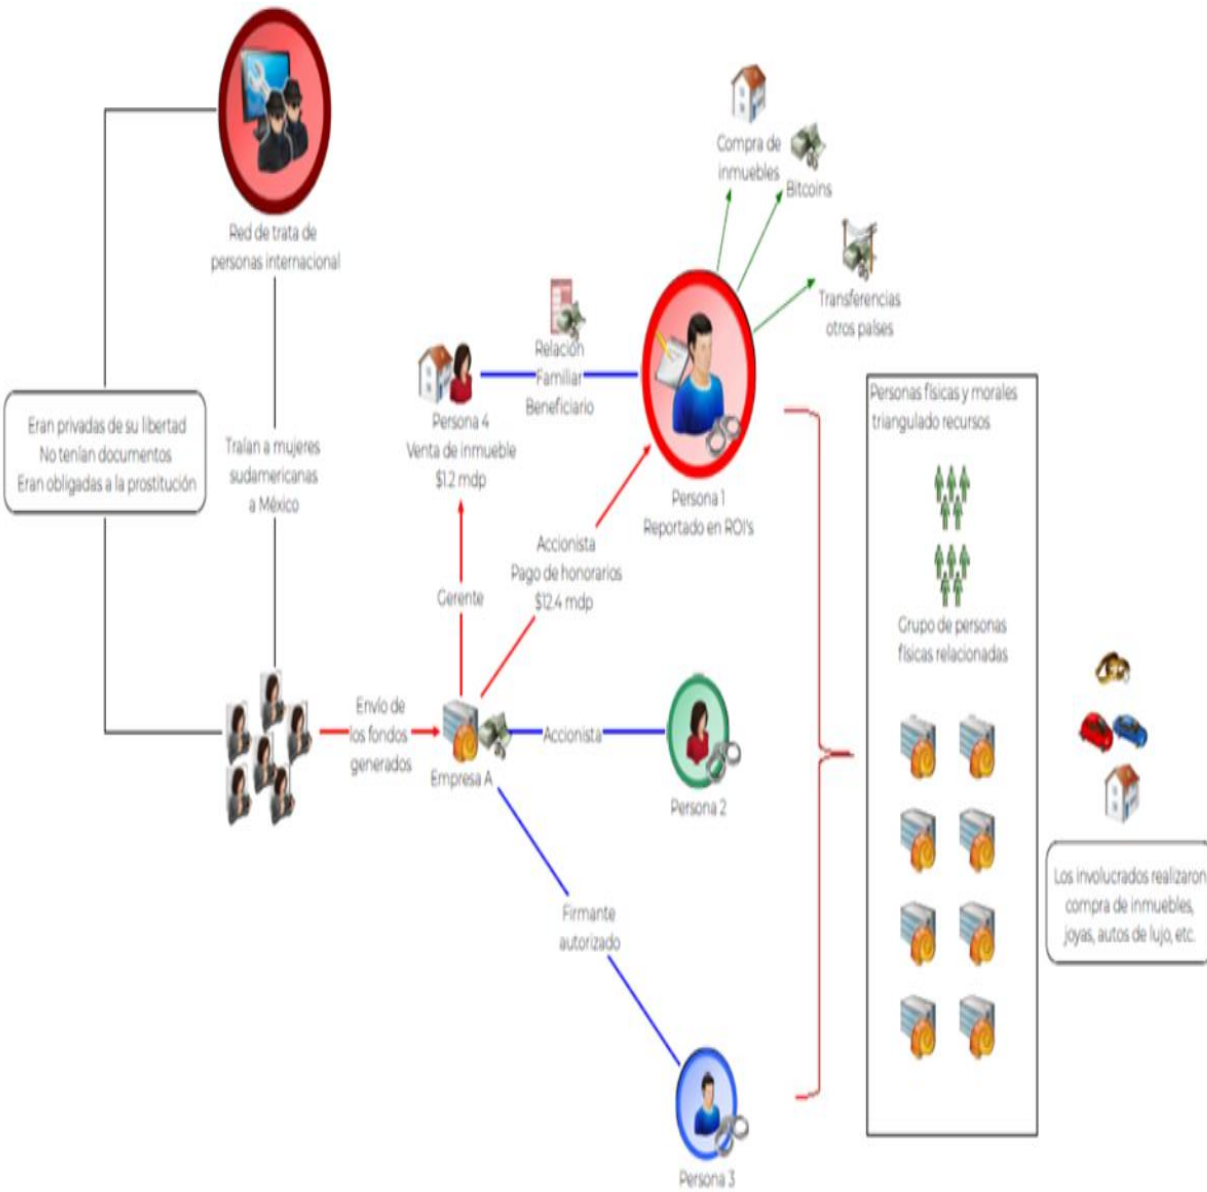 Red de trata de
personas internacional
Eran privadas de su libertad
No tenían documentos
Eran obligadas a la prostitución
Traían a mujeres
sudamericanas
a México
Envío de
los fondos
generados
Empresa A
Gerente
Persona 4
Venta de inmueble
$1.2 mdp
Relación
Familiar
Beneficiario
Accionista
Pago de honorarios
$12.4 mdp
Persona 1
Reportado en ROI's
Compra de
inmuebles
Bitcoins
Transferencias
otros países
Accionista
Persona 2
Firmante
autorizado
Persona 3
Personas físicas y morales
triangulado recursos
Grupo de personas
físicas relacionadas
Los involucrados realizaron
compra de inmuebles,
joyas, autos de lujo, etc.